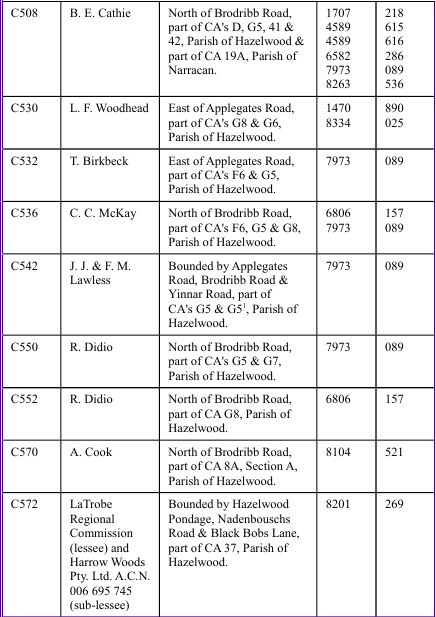 C508 B. E. Cathie North of Brodribb Road, 1707 218
part of CA's D, G5, 41 & 4589 615
42, Parish of Hazelwood & 4589 616
part of CA 19A, Parish of 6582 286
Narracan. 7973 089
8263 536
C530 L. F. Woodhead East of Applegates Road, 1470 890
part of CA's G8 & G6, 8334 025
Parish of Hazelwood.
C532 T. Birkbeck East of Applegates Road, 7973 089
part of CA's F6 & G5,
Parish of Hazelwood.
C536 C. C. McKay North of Brodribb Road, 6806 157
part of CA's F6, G5 & G8, 7973 089
Parish of Hazelwood.
C542 J. J. & F. M. Bounded by Applegates 7973 089
Lawless Road, Brodribb Road &
Yinnar Road, part of
CA's G5 & G5¹, Parish of
Hazelwood.
C550 R. Didio North of Brodribb Road, 7973 089
part of CA's G5 & G7,
Parish of Hazelwood.
C552 R. Didio North of Brodribb Road, 6806 157
part of CA G8, Parish of
Hazelwood.
C570 A. Cook North of Brodribb Road, 8104 521
part of CA 8A, Section A,
Parish of Hazelwood.
C572 LaTrobe Bounded by Hazelwood 8201 269
Regional Pondage, Nadenbouschs
Commission Road & Black Bobs Lane,
(lessee) and part of CA 37, Parish of
Harrow Woods Hazelwood.
Pty. Ltd. A.C.N.
006 695 745
(sub-lessee)